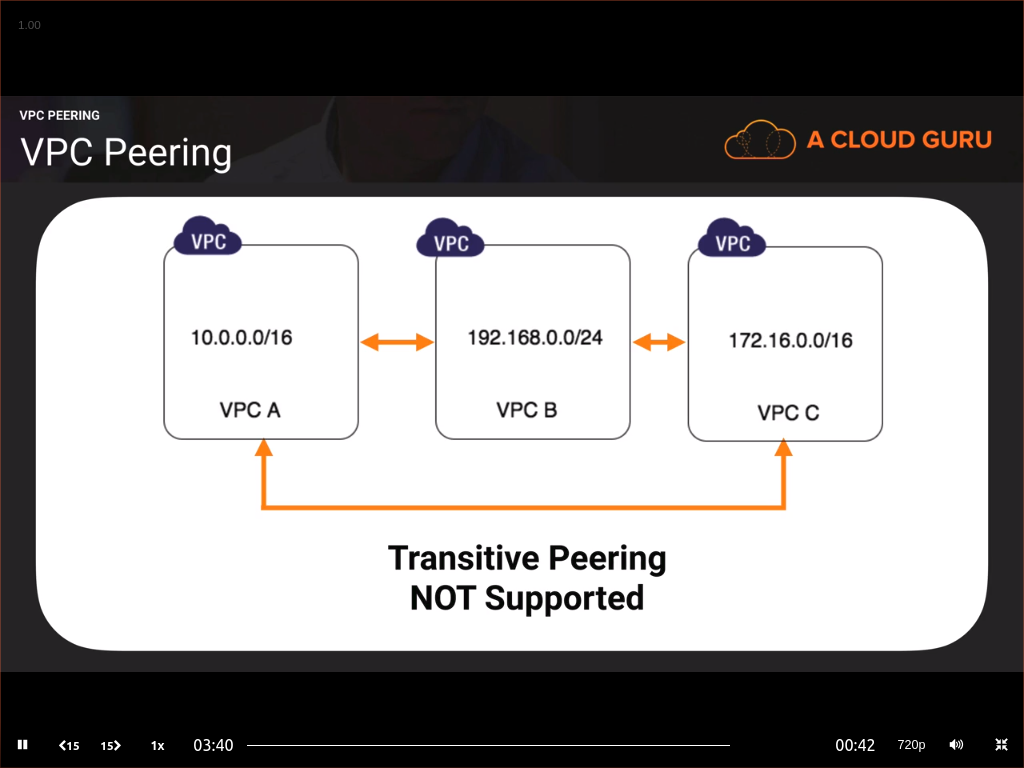 1.00
VPC PEERING
VPC Peering
A CLOUD GURU
VPC
VPC
VPC
10.0.0.0/16
192.168.0.0/24
172.16.0.0/16
VPC A
VPC B
VPC C
Transitive Peering
NOT Supported
15 15 1x 03:40 00:42 720p